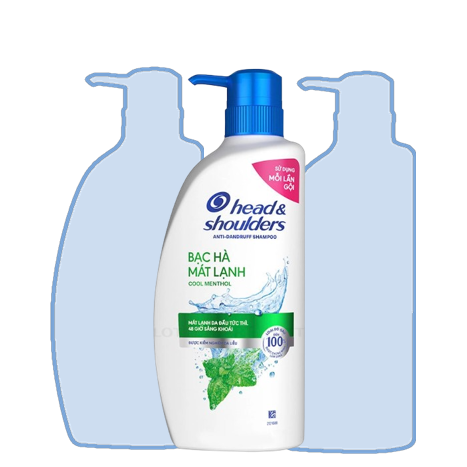 SỬ DỤNG
MỖI LẦN
GỘI
head &
shoulders
ANTI-DANDRUFF SHAMPOO
BẠC HÀ
MÁT LẠNH
COOL MENTHOL
MÁT LẠNH DA ĐẦU TỨC THÌ,
48 GIỜ SẢNG KHOÁI
100